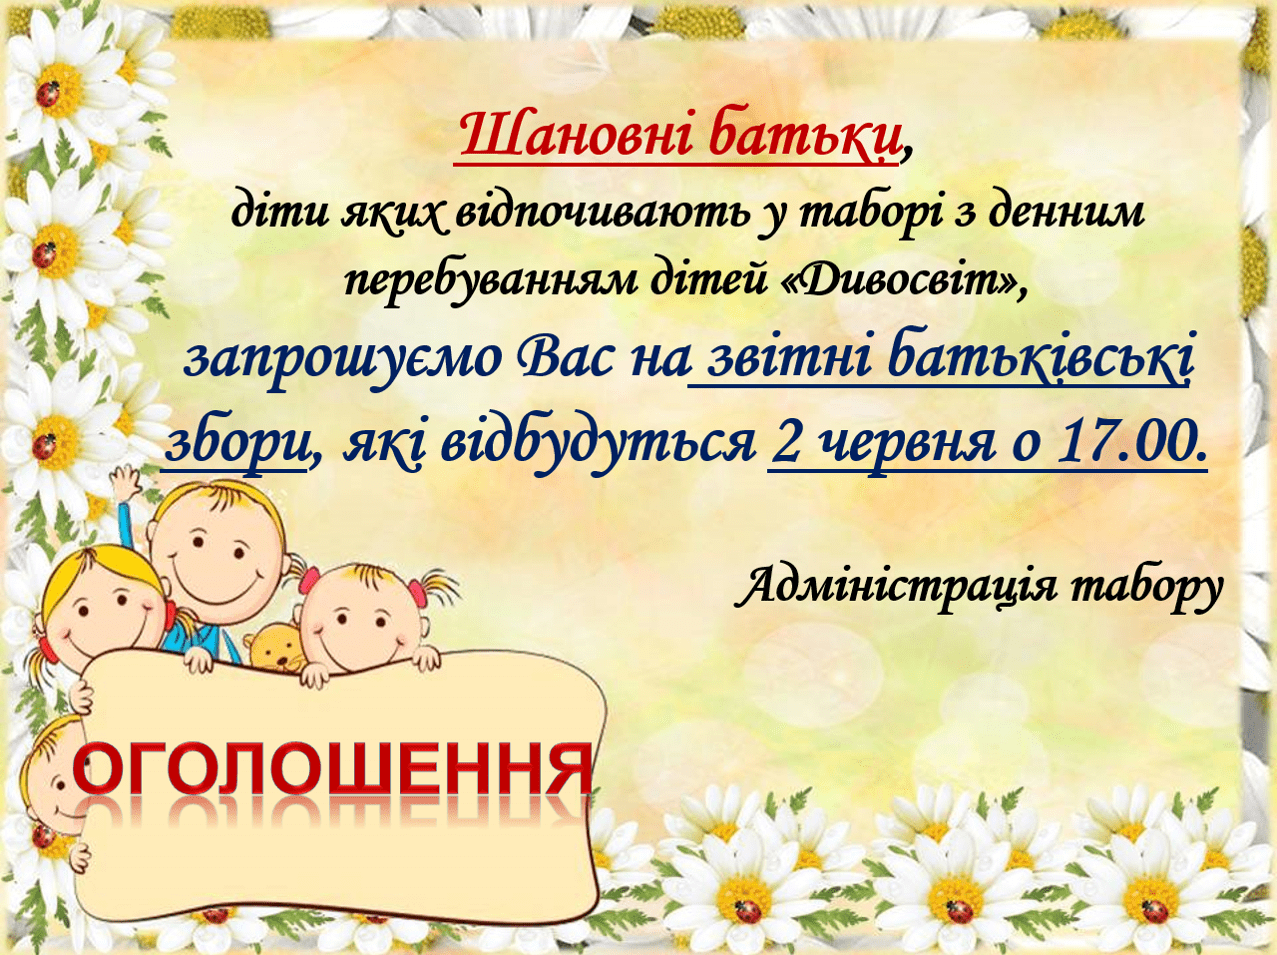 Шановні батьки,
діти яких відпочивають у таборі з денним
перебуванням дітей «Дивосвіт»,
запрошуємо Вас на звітні батьківські
збори, які відбудуться 2 червня о 17.00.
Адміністрація табору
ОГОЛОШЕННЯ